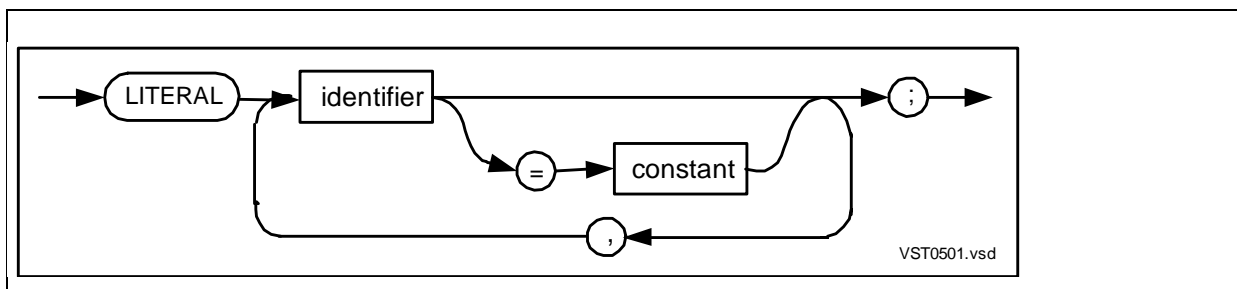 LITERAL identifier ;
= constant
,
VST0501.vsd